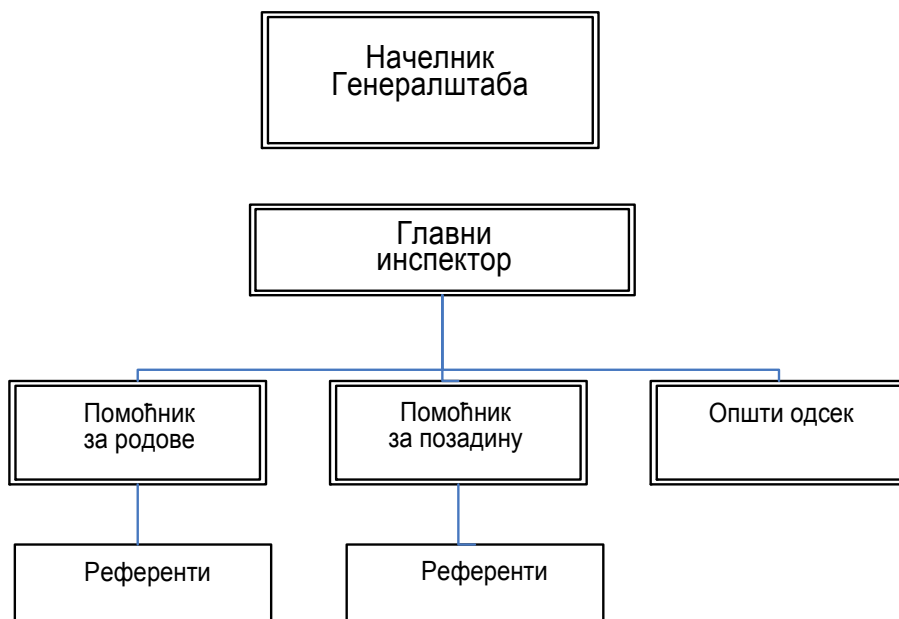 Начелник
Генералштаба
Главни
инспектор
Помоћник
за родове
Помоћник
за позадину
Општи одсек
Референти
Референти